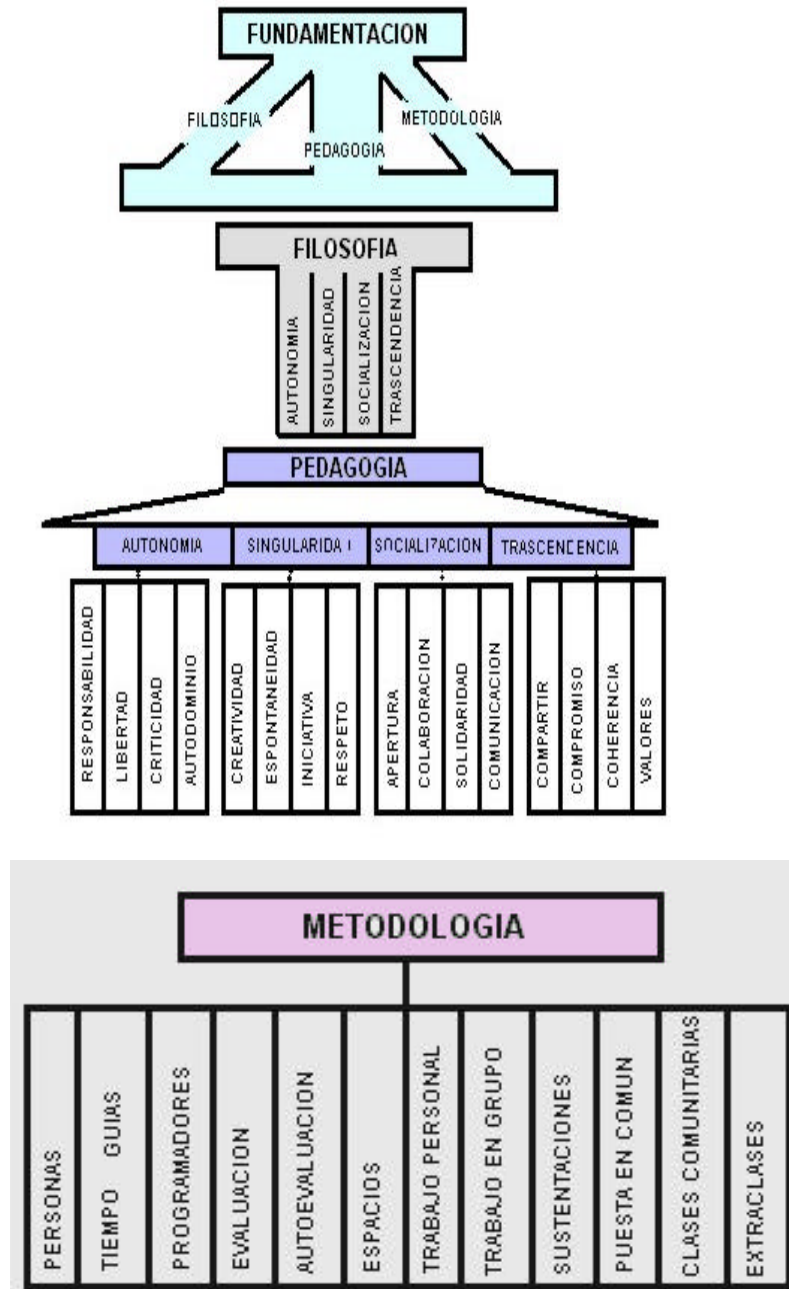 FUNDAMENTACION
FILOSOFIA
PEDAGOGIA
METODOLOGIA
FILOSOFIA
AUTONOMIA
SINGULARIDAD
SOCIALIZACION
TRASCENDENCIA
PEDAGOGIA
AUTONOMIA
SINGULARIDA
SOCIALIZACION
TRASCENCENCIA
RESPONSABILIDAD
LIBERTAD
CRITICIDAD
AUTODOMINIO
CREATIVIDAD
ESPONTANEIDAD
INICIATIVA
RESPETO
APERTURA
COLABORACION
SOLIDARIDAD
COMUNICACION
COMPARTIR
COMPROMISO
COHERENCIA
VALORES
METODOLOGIA
PERSONAS
TIEMPO GUIAS
PROGRAMADORES
EVALUACION
AUTOEVALUACION
ESPACIOS
TRABAJO PERSONAL
TRABAJO EN GRUPO
SUSTENTACIONES
PUESTA EN COMUN
CLASES COMUNITARIAS
EXTRACLASES